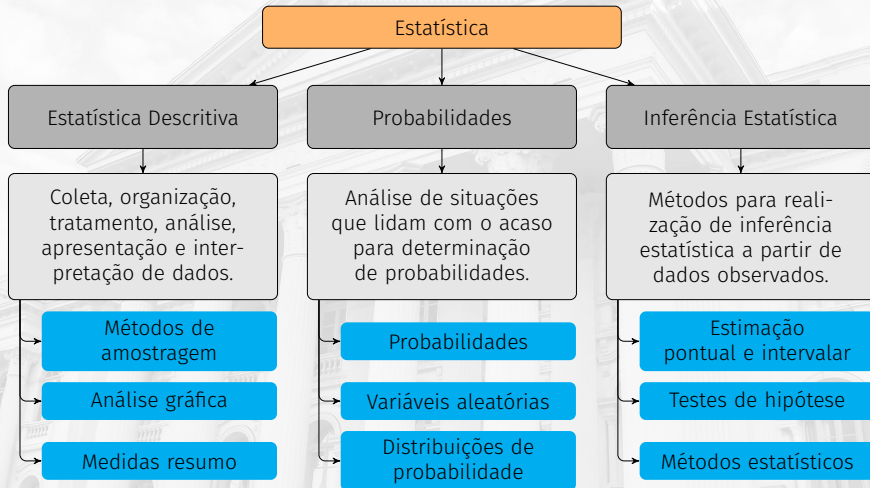 Estatística
Estatística Descritiva
Probabilidades
Inferência Estatística
Coleta, organização,
tratamento, análise,
apresentação e inter-
pretação de dados.
Análise de situações
que lidam com o acaso
para determinação
de probabilidades.
Métodos para reali-
zação de inferência
estatística a partir de
dados observados.
Métodos de
amostragem
Análise gráfica
Medidas resumo
Probabilidades
Variáveis aleatórias
Distribuições de
probabilidade
Estimação
pontual e intervalar
Testes de hipótese
Métodos estatísticos